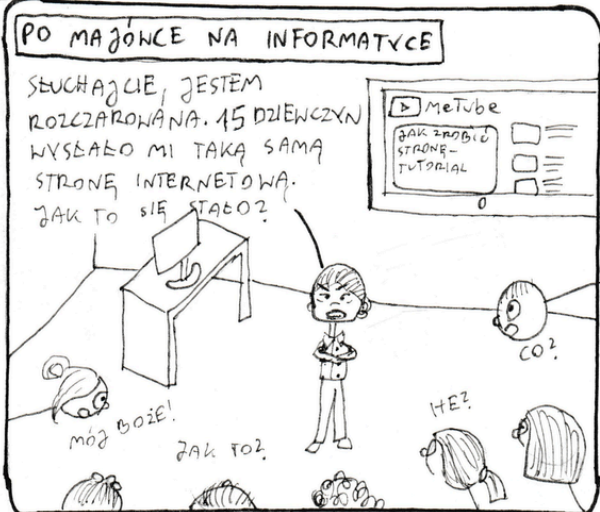 PO MAJÓWCE NA INFORMATYCE
SŁUCHAJCIE, JESTEM
ROZCZAROWANA. 15 DZIEWCZYN
WYSŁAŁO MI TAKĄ SAMĄ
STRONĘ INTERNETOWĄ.
JAK TO SIĘ STAŁO?
MeTube
JAK ZROBIĆ
STRONĘ-
TUTORIAL
CO?
MÓJ BOŻE!
JAK TO?
HE?